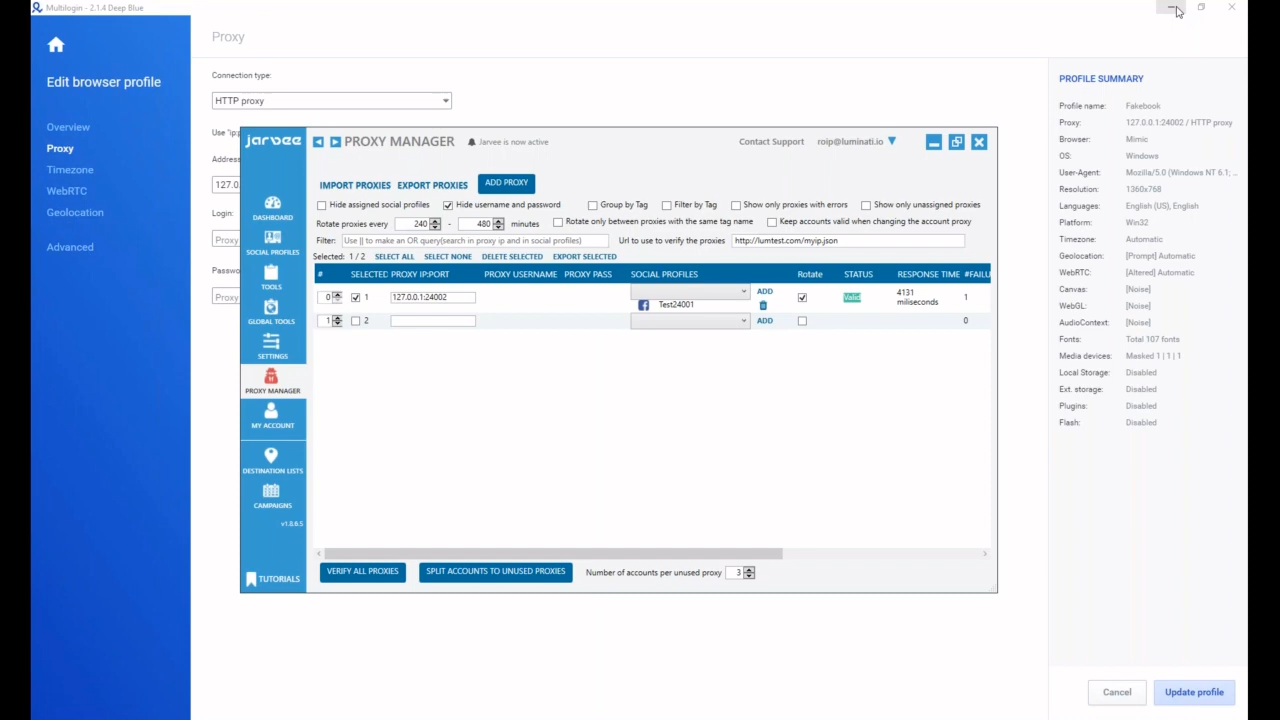 Multilogin - 2.1.4 Deep Blue
Proxy
Edit browser profile
Overview
Proxy
Timezone
WebRTC
Geolocation
Advanced
Connection type:
HTTP proxy
Use "ip:p
Address
127.0.
Login:
Proxy
Passwo
Proxy
jarvee
PROXY MANAGER
Jarvee is now active
Contact Support
roip@luminati.io
DASHBOARD
SOCIAL PROFILES
TOOLS
GLOBAL TOOLS
SETTINGS
PROXY MANAGER
MY ACCOUNT
DESTINATION LISTS
CAMPAIGNS
v1.8.6.5
TUTORIALS
IMPORT PROXIES EXPORT PROXIES ADD PROXY
Hide assigned social profiles Hide username and password Group by Tag Filter by Tag Show only proxies with errors Show only unassigned proxies
Rotate proxies every 240 - 480 minutes Rotate only between proxies with the same tag name Keep accounts valid when changing the account proxy
Filter: Use || to make an OR query(search in proxy ip and in social profiles) Url to use to verify the proxies http://lumtest.com/myip.json
Selected: 1 / 2 SELECT ALL SELECT NONE DELETE SELECTED EXPORT SELECTED
# SELECTED PROXY IP:PORT PROXY USERNAME PROXY PASS SOCIAL PROFILES Rotate STATUS RESPONSE TIME #FAILU
0 1 127.0.0.1:24002 ADD Valid 4131 miliseconds 1
Test24001
1 2 ADD 0
VERIFY ALL PROXIES SPLIT ACCOUNTS TO UNUSED PROXIES Number of accounts per unused proxy 3
PROFILE SUMMARY
Profile name: Fakebook
Proxy: 127.0.0.1:24002 / HTTP proxy
Browser: Mimic
OS: Windows
User-Agent: Mozilla/5.0 (Windows NT 6.1; ...
Resolution: 1360x768
Languages: English (US), English
Platform: Win32
Timezone: Automatic
Geolocation: [Prompt] Automatic
WebRTC: [Altered] Automatic
Canvas: [Noise]
WebGL: [Noise]
AudioContext: [Noise]
Fonts: Total 107 fonts
Media devices: Masked 1 | 1 | 1
Local Storage: Disabled
Ext. storage: Disabled
Plugins: Disabled
Flash: Disabled
Cancel
Update profile